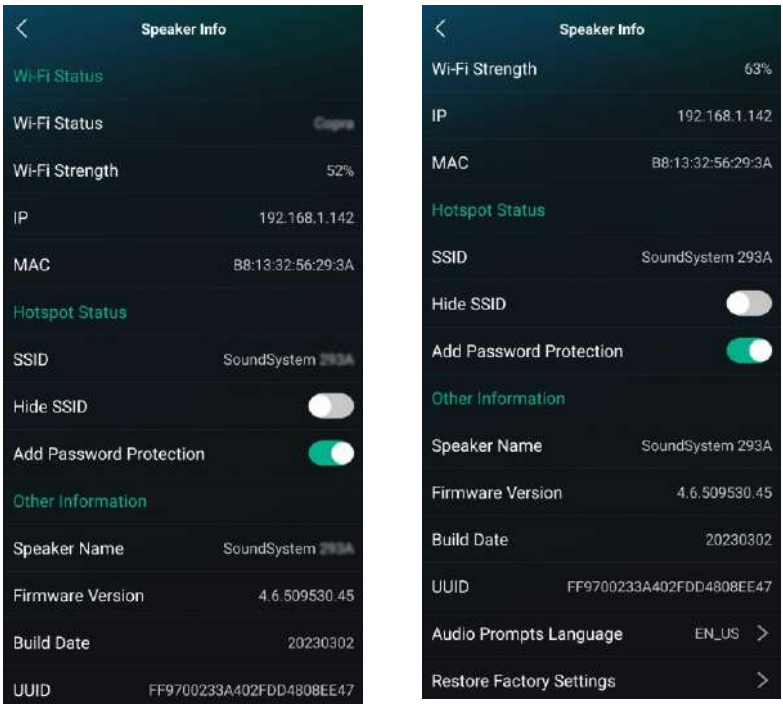 Speaker Info
Wi-Fi Status
Wi-Fi Status
Wi-Fi Strength 52%
IP 192.168.1.142
MAC B8:13:32:56:29:3A
Hotspot Status
SSID SoundSystem
Hide SSID
Add Password Protection
Other Information
Speaker Name SoundSystem
Firmware Version 4.6.509530.45
Build Date 20230302
UUID FF9700233A402FDD4808EE47
Speaker Info
Wi-Fi Strength 63%
IP 192.168.1.142
MAC B8:13:32:56:29:3A
Hotspot Status
SSID SoundSystem 293A
Hide SSID
Add Password Protection
Other Information
Speaker Name SoundSystem 293A
Firmware Version 4.6.509530.45
Build Date 20230302
UUID FF9700233A402FDD4808EE47
Audio Prompts Language EN_US
Restore Factory Settings